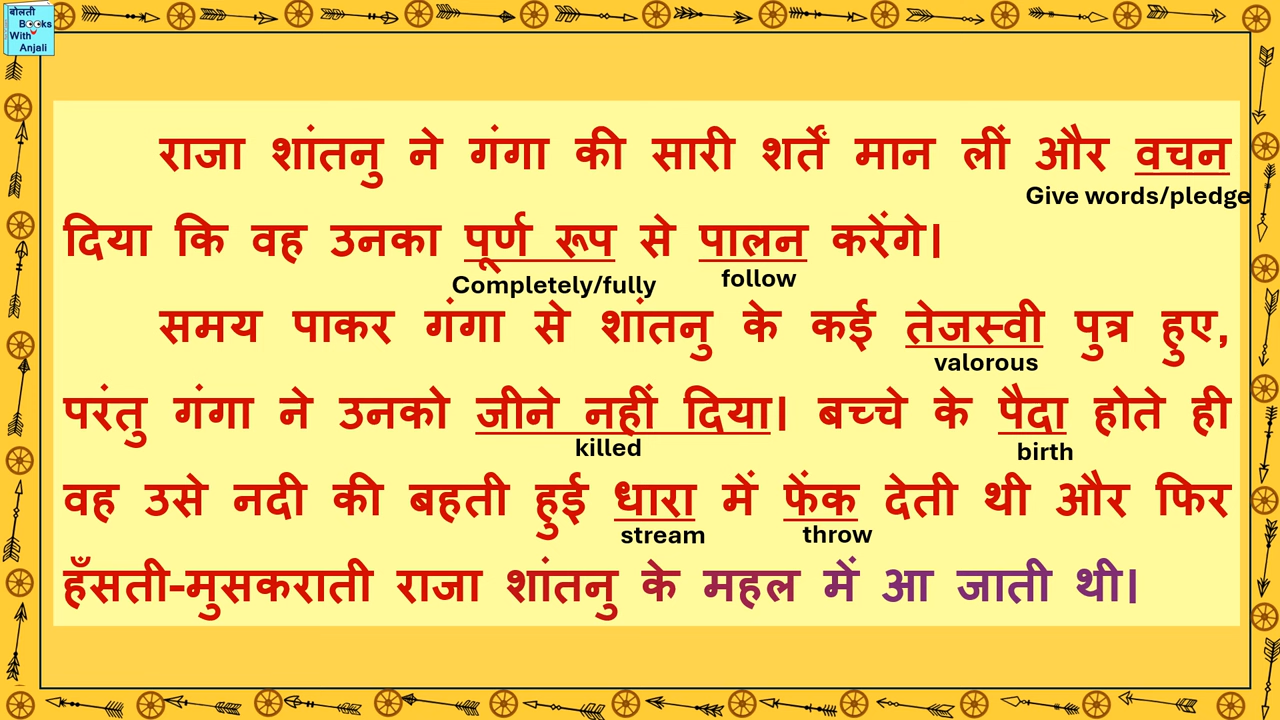 बोलती
Books
With
Anjali
राजा शांतनु ने गंगा की सारी शर्तें मान लीं और वचन
Give words/pledge
दिया कि वह उनका पूर्ण रूप से पालन करेंगे।
Completely/fully follow
समय पाकर गंगा से शांतनु के कई तेजस्वी पुत्र हुए,
valorous
परंतु गंगा ने उनको जीने नहीं दिया। बच्चे के पैदा होते ही
killed birth
वह उसे नदी की बहती हुई धारा में फेंक देती थी और फिर
stream throw
हँसती-मुसकराती राजा शांतनु के महल में आ जाती थी।